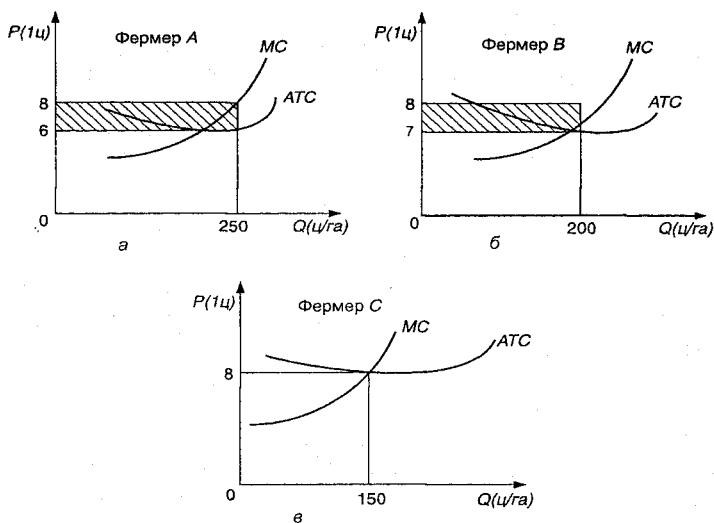 P(1ц)
Фермер A
MC
8
ATC
6
0
250
Q(ц/га)
а
P(1ц)
Фермер B
MC
8
ATC
7
0
200
Q(ц/га)
б
P(1ц)
Фермер C
MC
ATC
8
0
150
Q(ц/га)
в